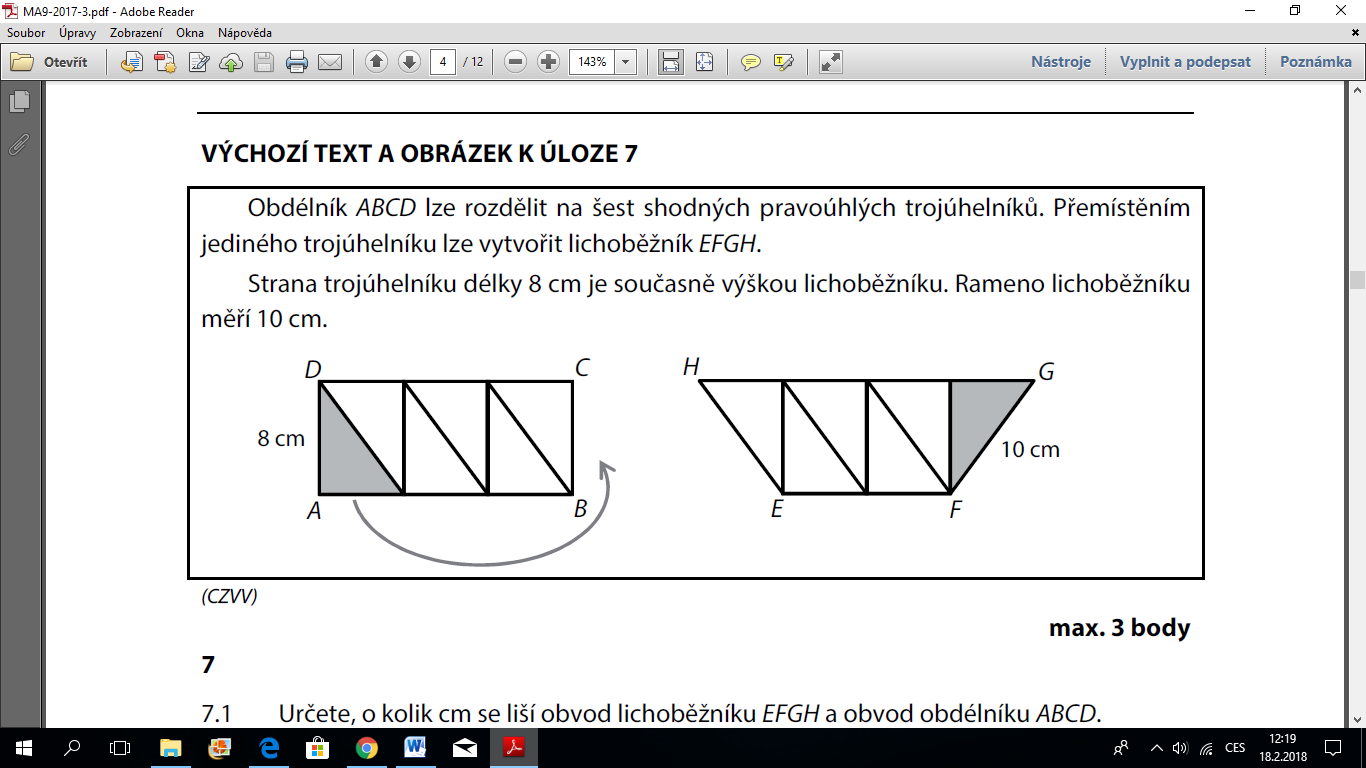 MA9-2017-3.pdf - Adobe Reader
Soubor Úpravy Zobrazení Okna Nápověda
Otevřít 4 / 12 143% Nástroje Vyplnit a podepsat Poznámka
VÝCHOZÍ TEXT A OBRÁZEK K ÚLOZE 7
Obdélník ABCD lze rozdělit na šest shodných pravoúhlých trojúhelníků. Přemístěním
jediného trojúhelníku lze vytvořit lichoběžník EFGH.
Strana trojúhelníku délky 8 cm je současně výškou lichoběžníku. Rameno lichoběžníku
měří 10 cm.
D C H G
8 cm 10 cm
A B E F
(CZVV)
max. 3 body
7
7.1 Určete, o kolik cm se liší obvod lichoběžníku EFGH a obvod obdélníku ABCD.
CES
12:19
18.2.2018